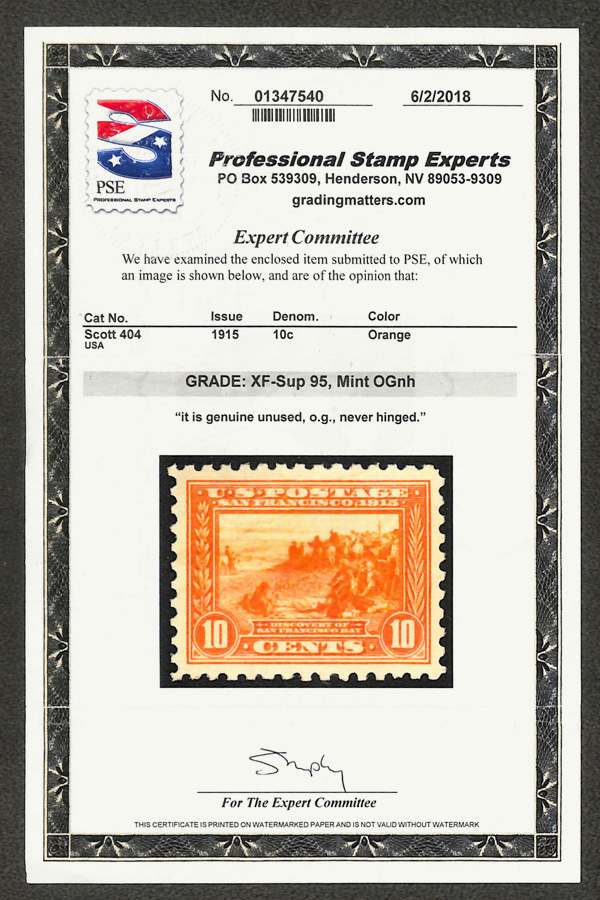 No. 01347540 6/2/2018
PSE
PROFESSIONAL STAMP EXPERTS
Professional Stamp Experts
PO Box 539309, Henderson, NV 89053-9309
gradingmatters.com
Expert Committee
We have examined the enclosed item submitted to PSE, of which
an image is shown below, and are of the opinion that:
Cat No. Issue Denom. Color
Scott 404 1915 10c Orange
USA
GRADE: XF-Sup 95, Mint OGnh
“it is genuine unused, o.g., never hinged.”
U.S. POSTAGE
SAN FRANCISCO 1915
DISCOVERY OF
SAN FRANCISCO BAY
10 CENTS 10
For The Expert Committee
THIS CERTIFICATE IS PRINTED ON WATERMARKED PAPER AND IS NOT VALID WITHOUT WATERMARK